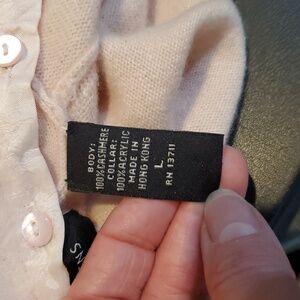 BODY:
100% CASHMERE
COLLAR:
100% ACRYLIC
MADE IN
HONG KONG
L
RN 13711